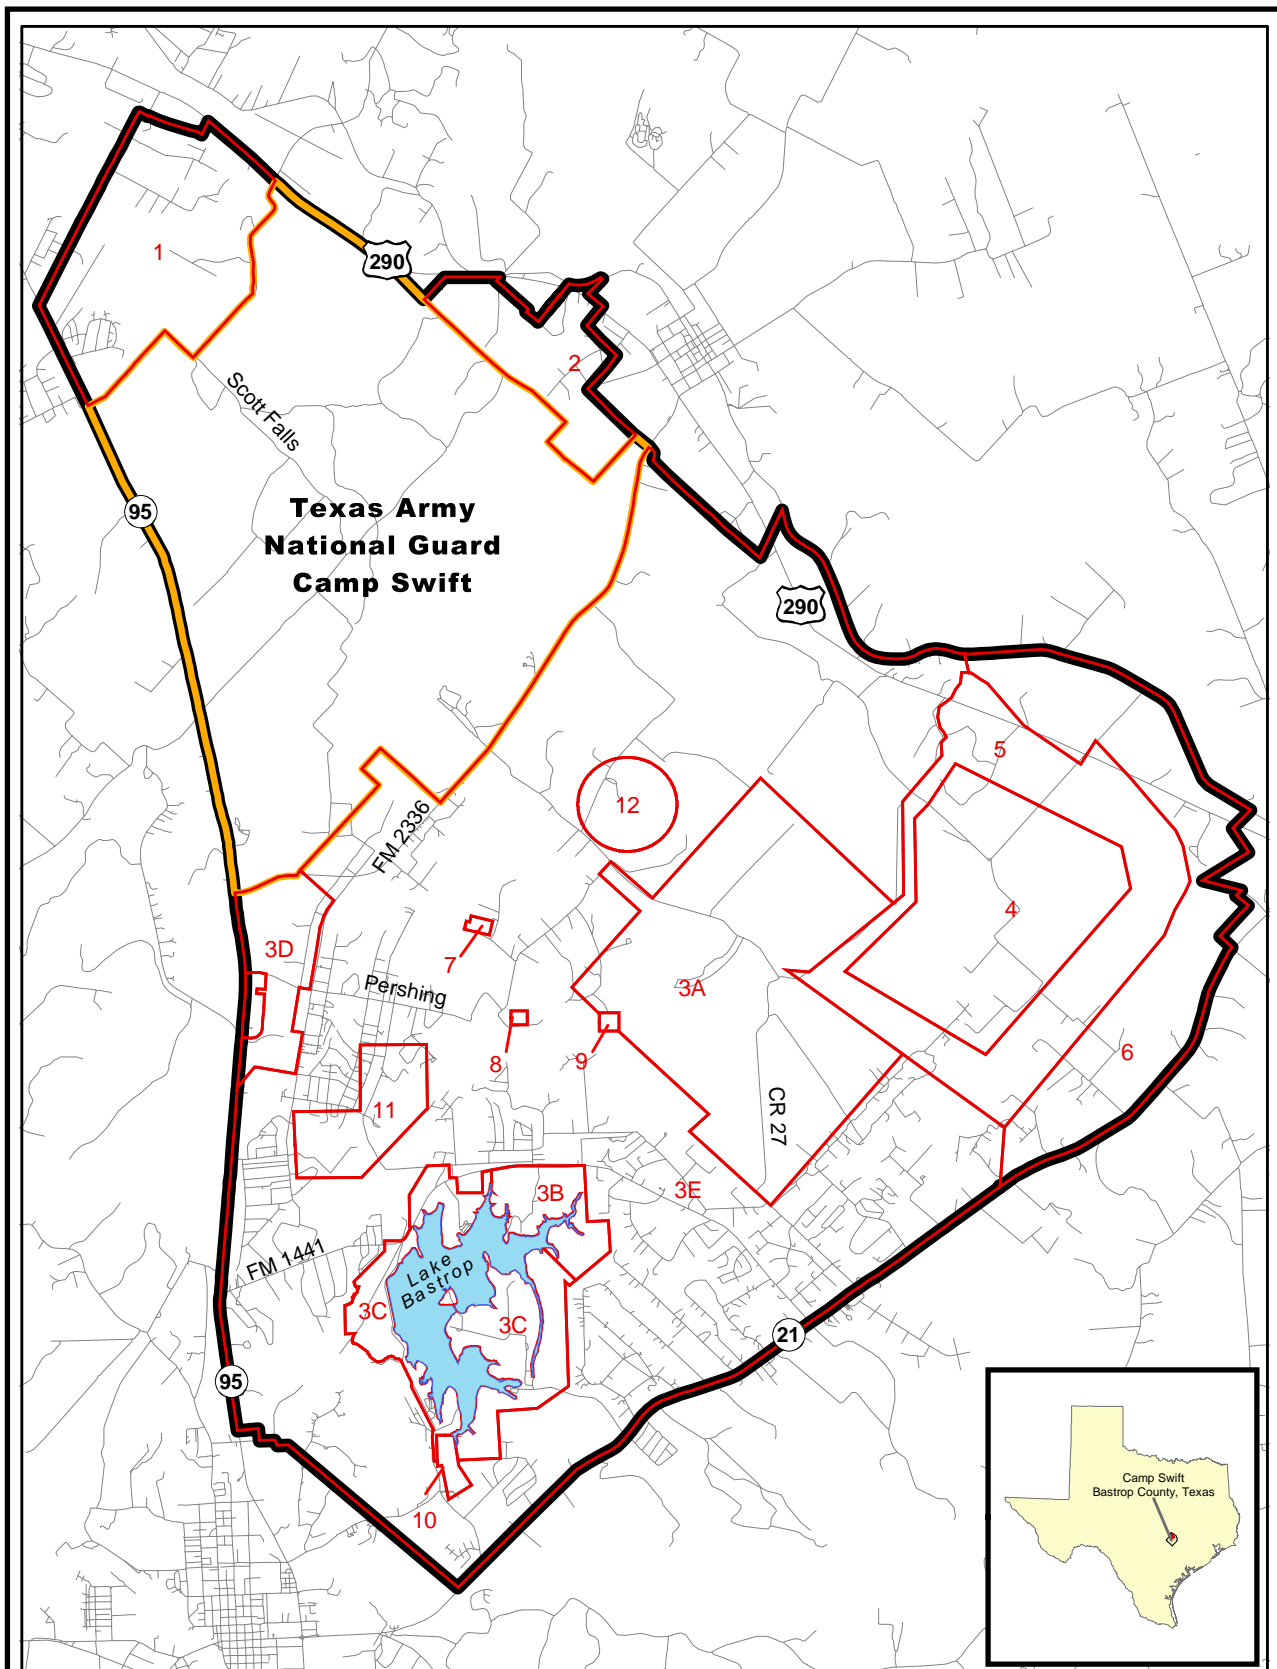 1
290
2
Scott Falls
95
Texas Army
National Guard
Camp Swift
290
5
12
FM 2336
4
3D
7
Pershing
3A
8
9
6
11
CR 27
3B
3E
FM 1441
Lake
Bastrop
3C
3C
21
95
10
Camp Swift
Bastrop County, Texas